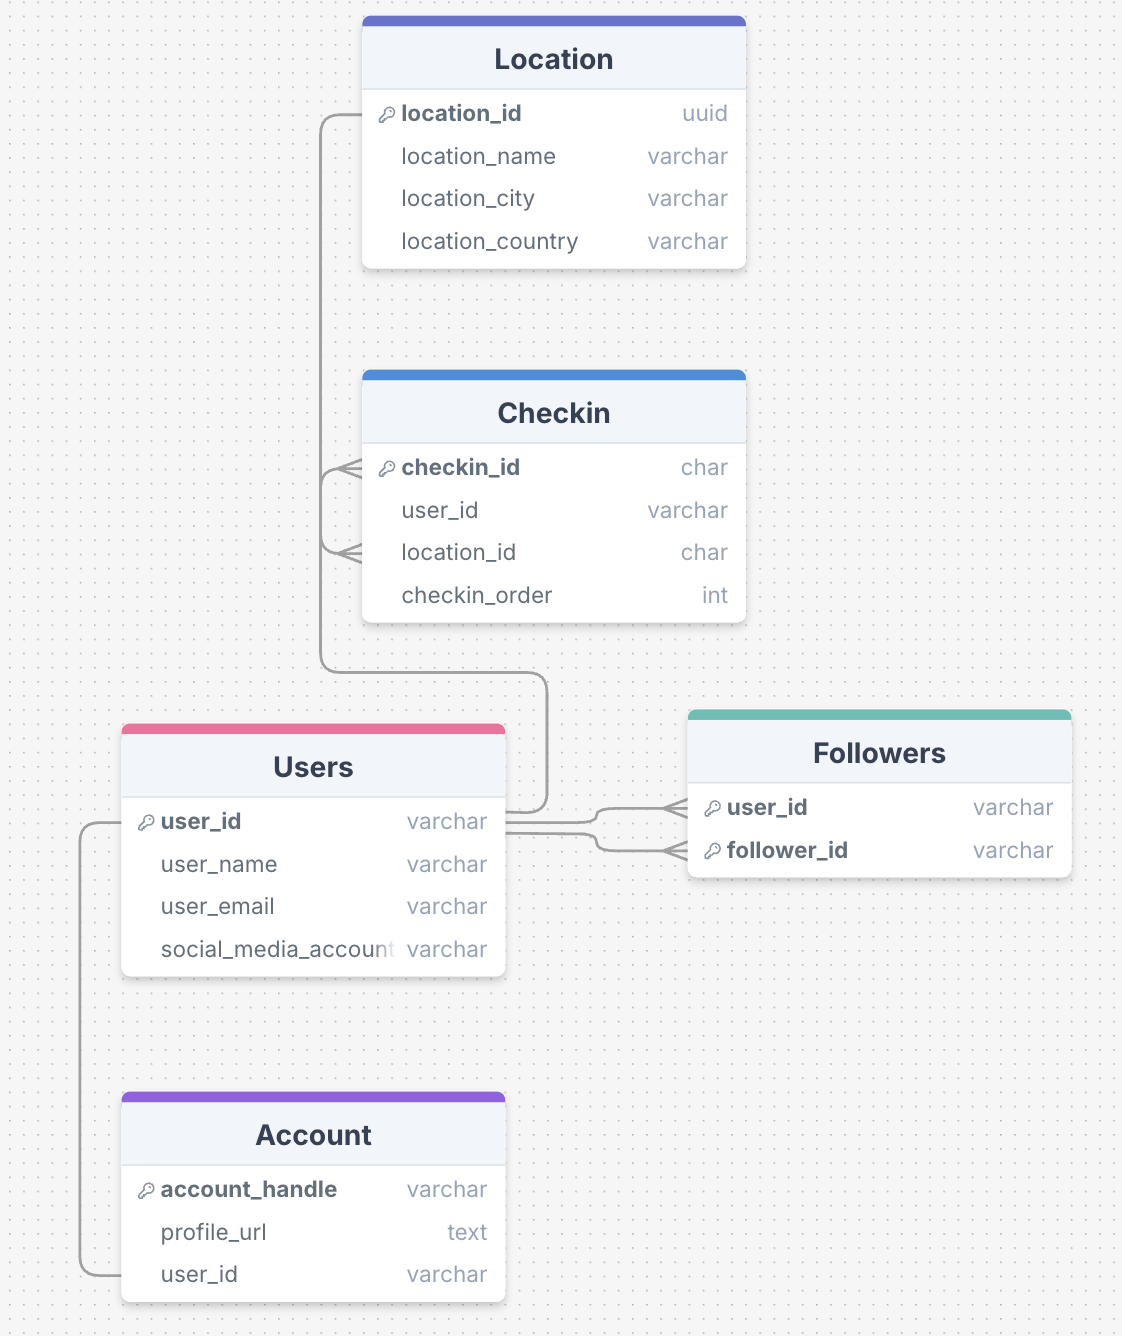 Location
location_id uuid
location_name varchar
location_city varchar
location_country varchar
Checkin
checkin_id char
user_id varchar
location_id char
checkin_order int
Users
user_id varchar
user_name varchar
user_email varchar
social_media_account varchar
Followers
user_id varchar
follower_id varchar
Account
account_handle varchar
profile_url text
user_id varchar